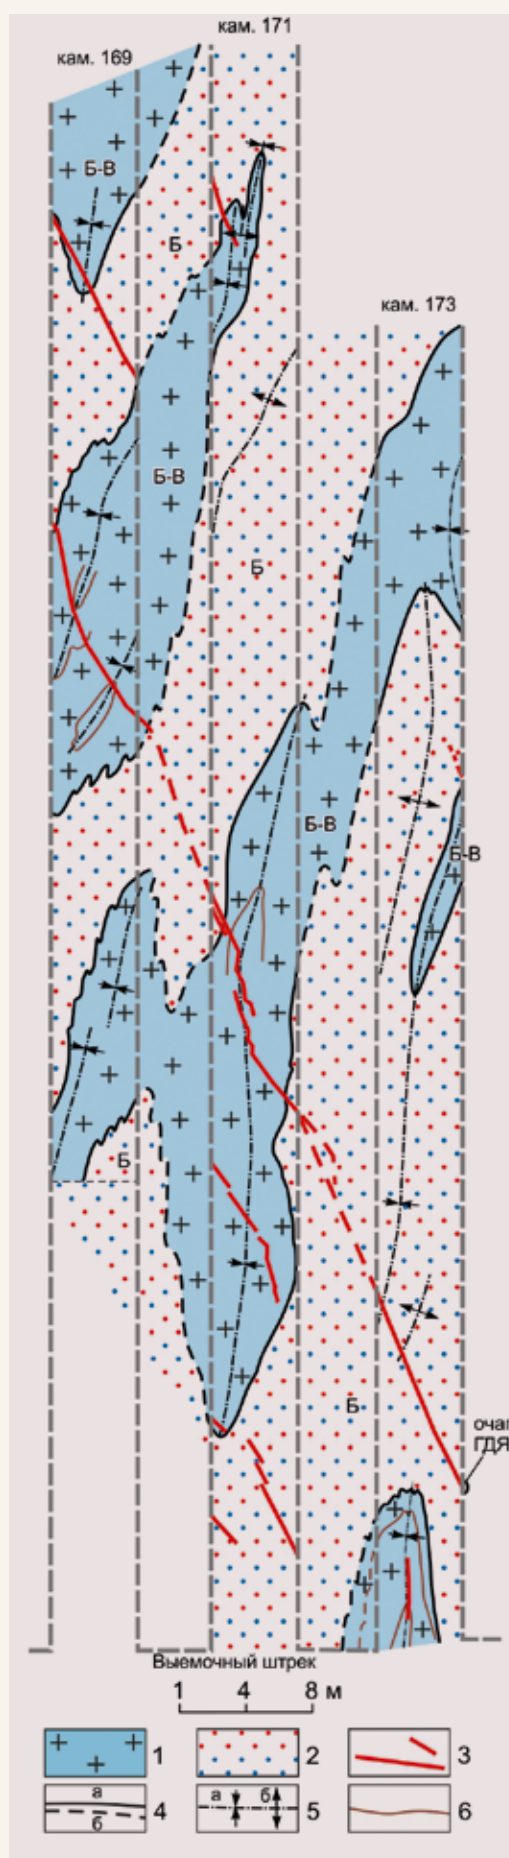 кам. 171
кам. 169
Б-В
Б
кам. 173
Б-В
Б
Б-В
Б-В
Б
Б
очаг
ГДЯ
Выемочный штрек
1 4 8 м
1 2 3
а б 4 а б 5 6